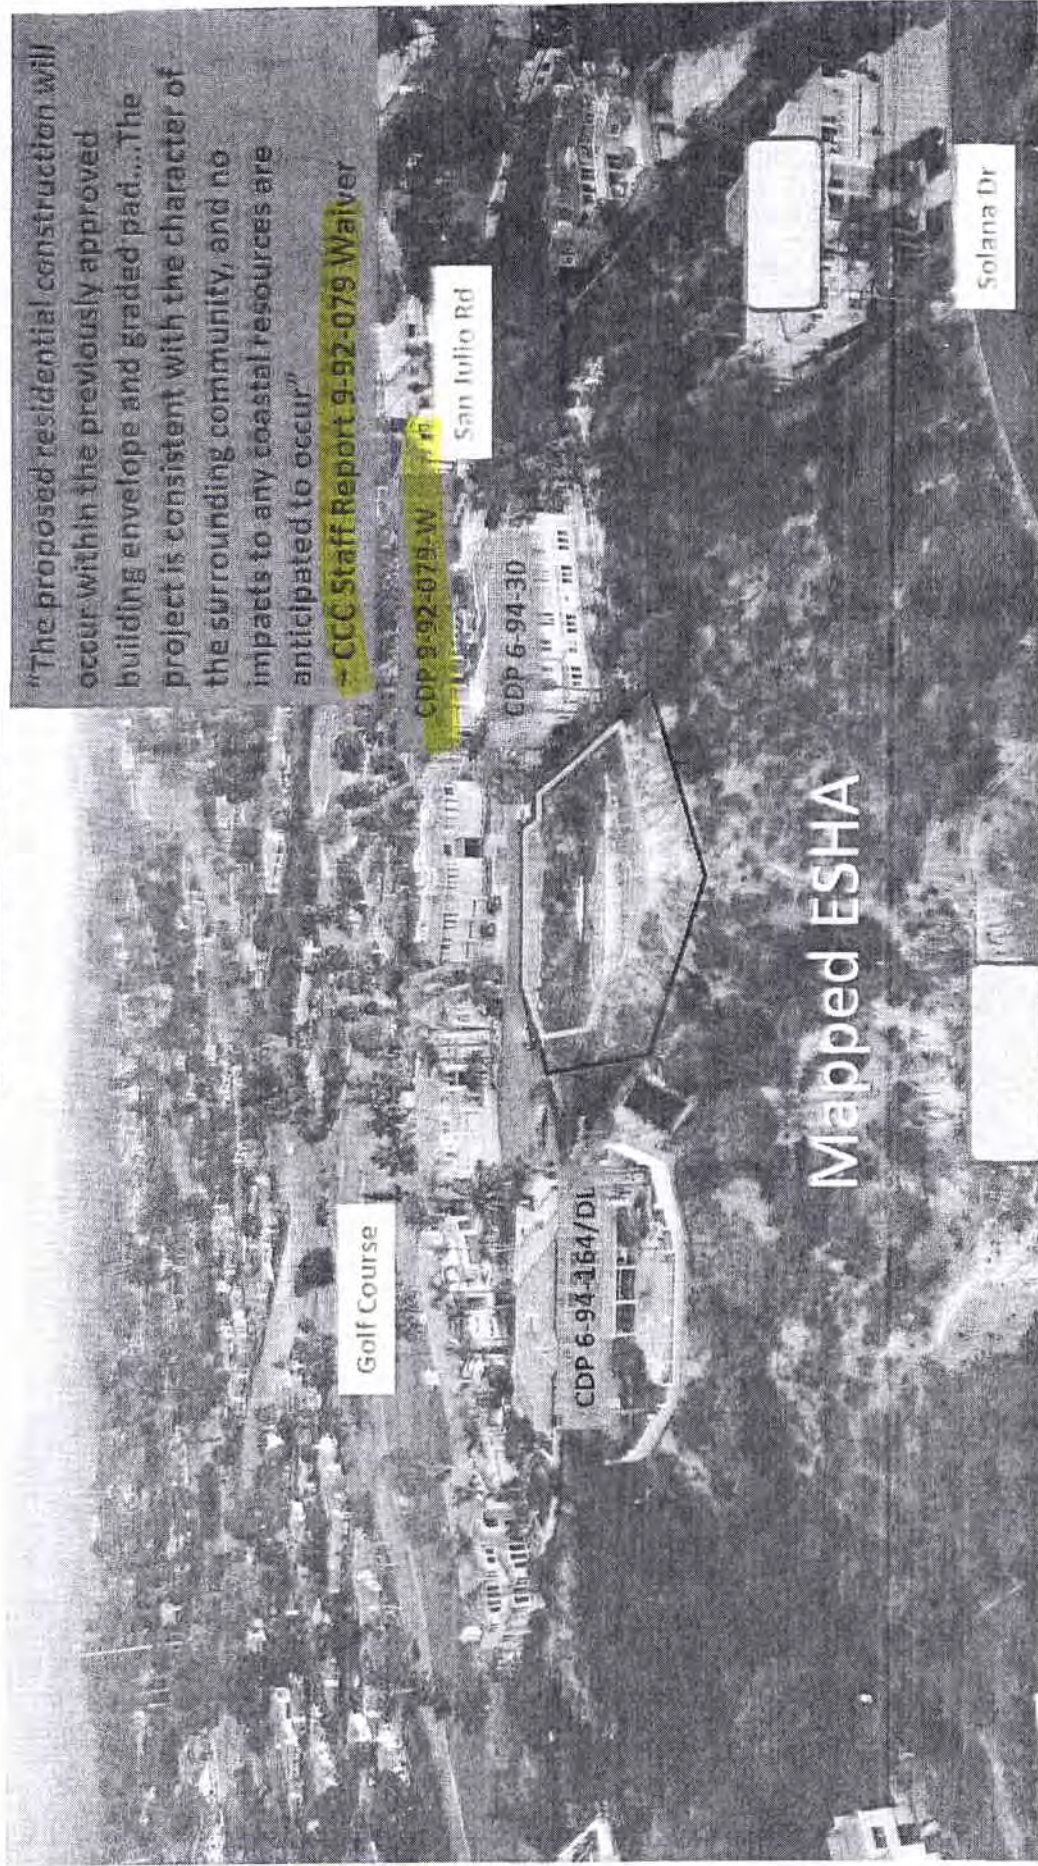 "The proposed residential construction will
occur within the previously approved
building envelope and graded pad....The
project is consistent with the character of
the surrounding community, and no
impacts to any coastal resources are
anticipated to occur"
- CCC Staff Report 9-92-079 Waiver
CDP 9-92-079-W
San Julio Rd
CDP 6-94-30
Golf Course
CDP 6-94-164/DL
Solana Dr
Mapped ESHA